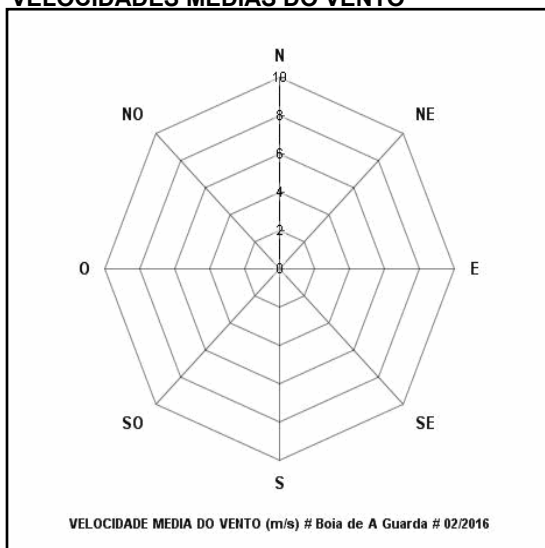 VELOCIDADES MEDIAS DO VENTO
N
10
NO
NE
8
6
4
2
O
0
E
SO
SE
S
VELOCIDADE MEDIA DO VENTO (m/s) # Boia de A Guarda # 02/2016